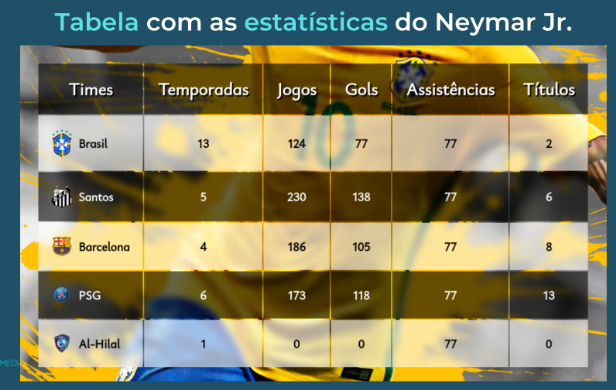 Tabela com as estatísticas do Neymar Jr.
Times Temporadas Jogos Gols Assistências Títulos
Brasil 13 124 77 77 2
Santos 5 230 138 77 6
Barcelona 4 186 105 77 8
PSG 6 173 118 77 13
Al-Hilal 1 0 0 77 0